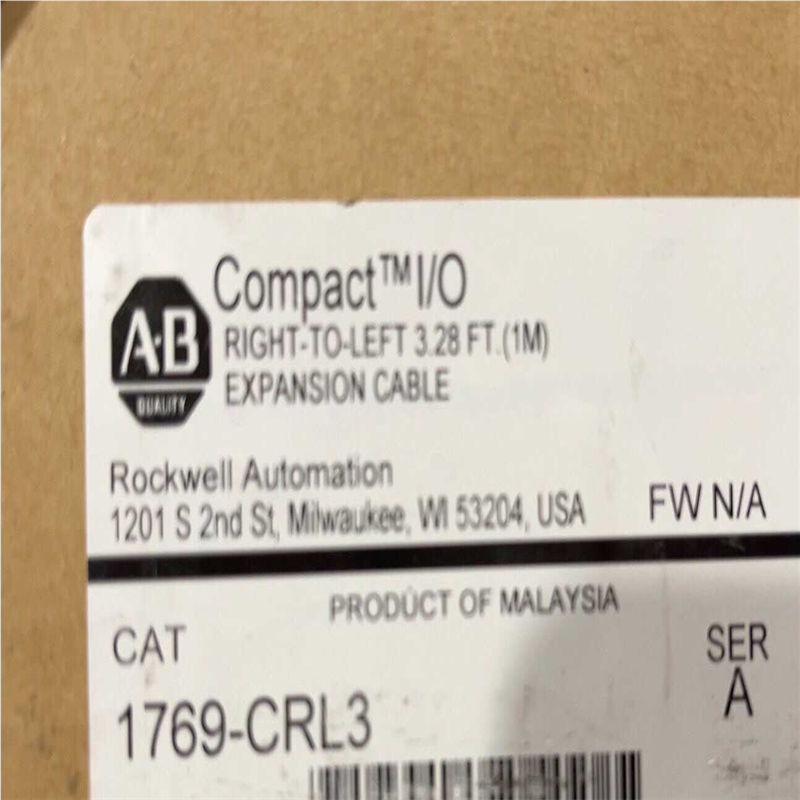 Compact™ I/O
A·B
RIGHT-TO-LEFT 3.28 FT.(1M)
QUALITY
EXPANSION CABLE
Rockwell Automation
1201 S 2nd St, Milwaukee, WI 53204, USA
FW N/A
PRODUCT OF MALAYSIA
CAT
SER
1769-CRL3
A